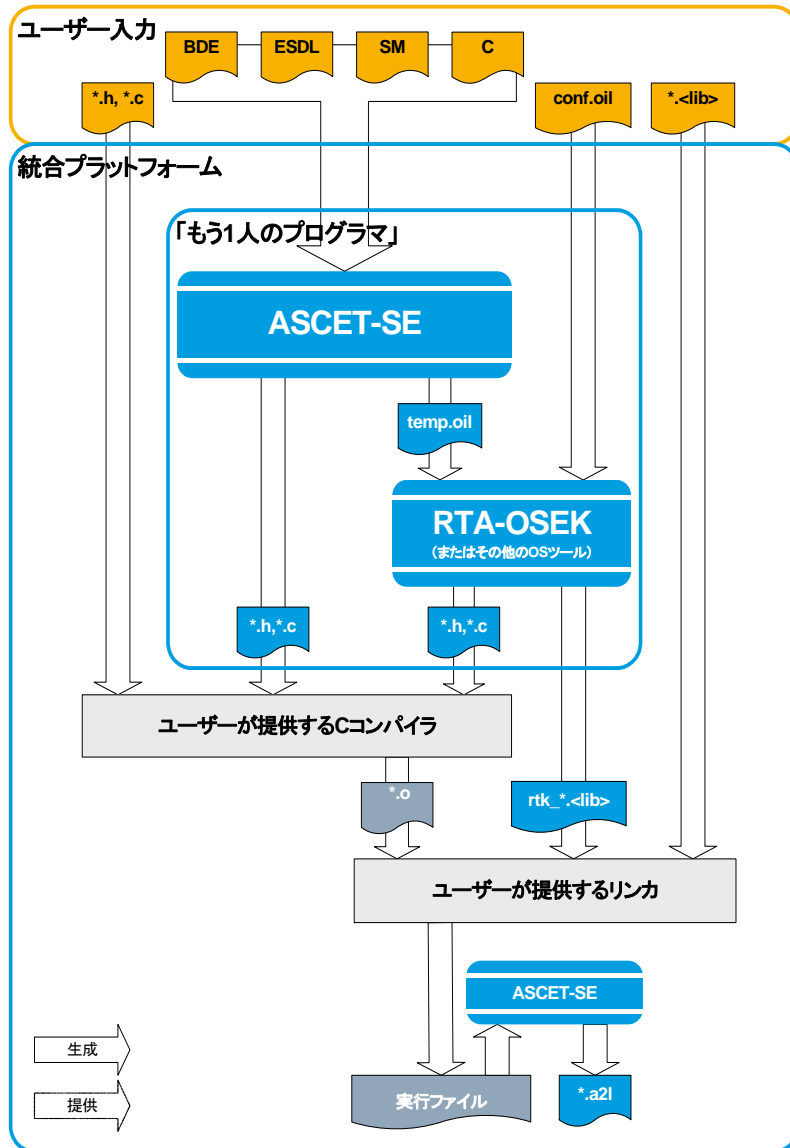 ユーザー入力
BDE
ESDL
SM
C
*.h, *.c
conf.oil
*.<lib>
統合プラットフォーム
「もう1人のプログラマ」
ASCET-SE
temp.oil
RTA-OSEK
(またはその他のOSツール)
*.h,*.c
*.h,*.c
ユーザーが提供するCコンパイラ
*.o
rtk_*.<lib>
ユーザーが提供するリンカ
ASCET-SE
生成
提供
実行ファイル
*.a2l